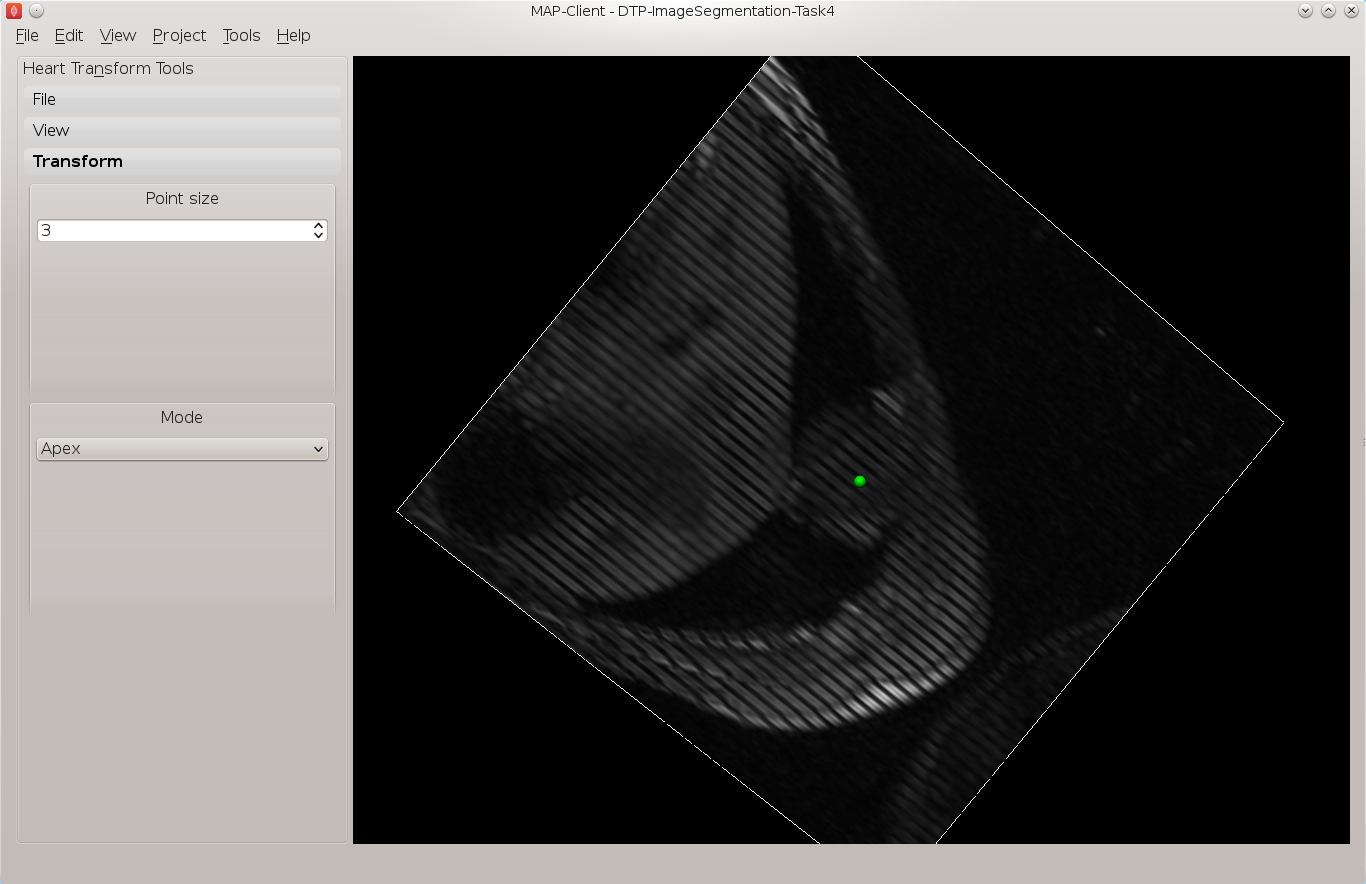 MAP-Client - DTP-ImageSegmentation-Task4
File Edit View Project Tools Help
Heart Transform Tools
File
View
Transform
Point size
3
Mode
Apex